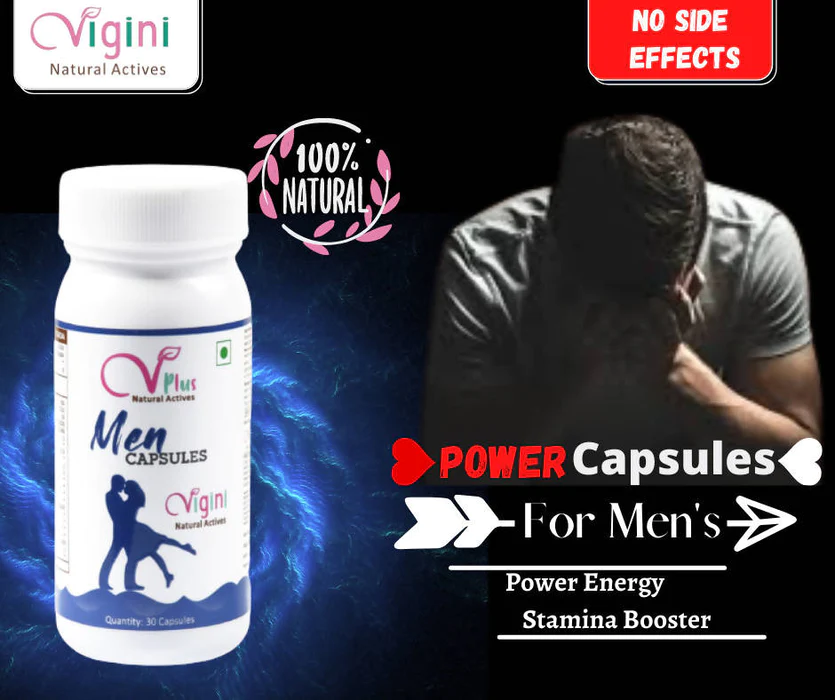 Vigini
Natural Actives
NO SIDE
EFFECTS
100%
NATURAL
V Plus
Natural Actives
Men
CAPSULES
Vigini
Natural Actives
Quantity: 30 Capsules
POWER Capsules
For Men's
Power Energy
Stamina Booster